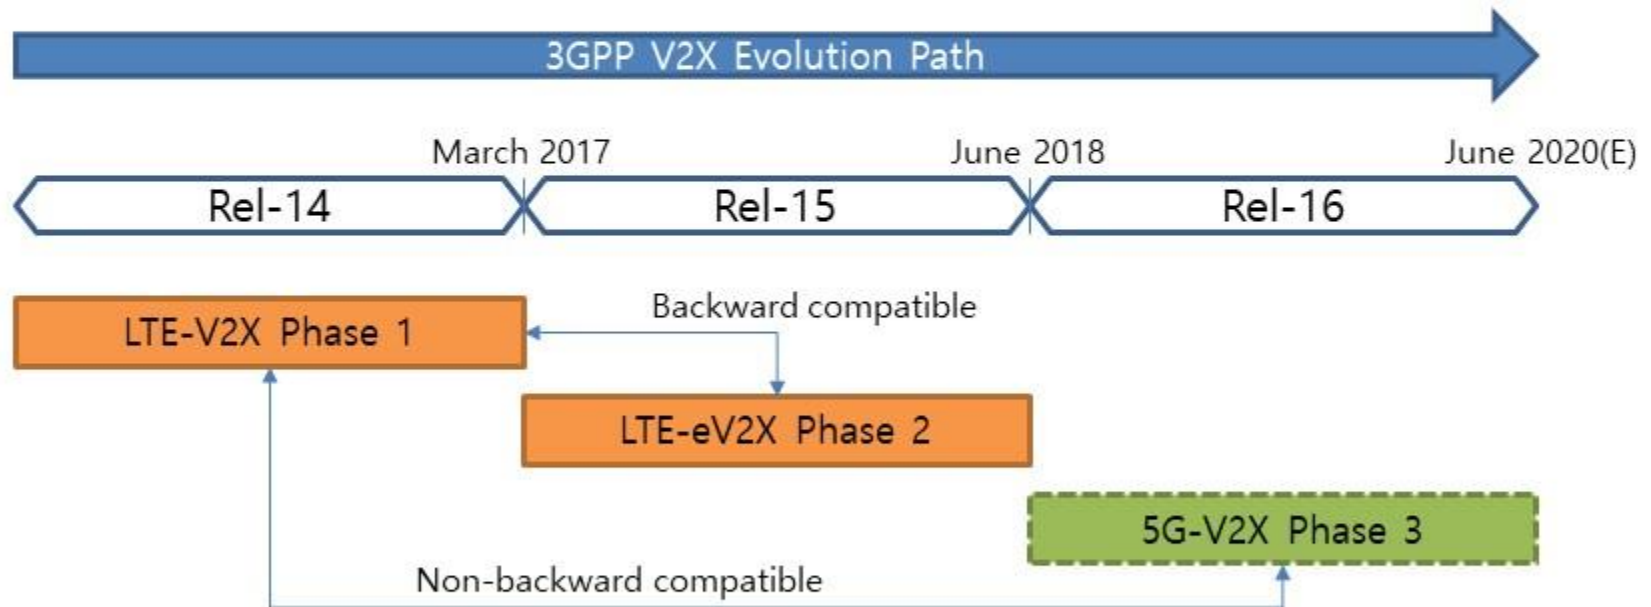 3GPP V2X Evolution Path
March 2017
June 2018
June 2020(E)
Rel-14
Rel-15
Rel-16
Backward compatible
LTE-V2X Phase 1
LTE-eV2X Phase 2
5G-V2X Phase 3
Non-backward compatible